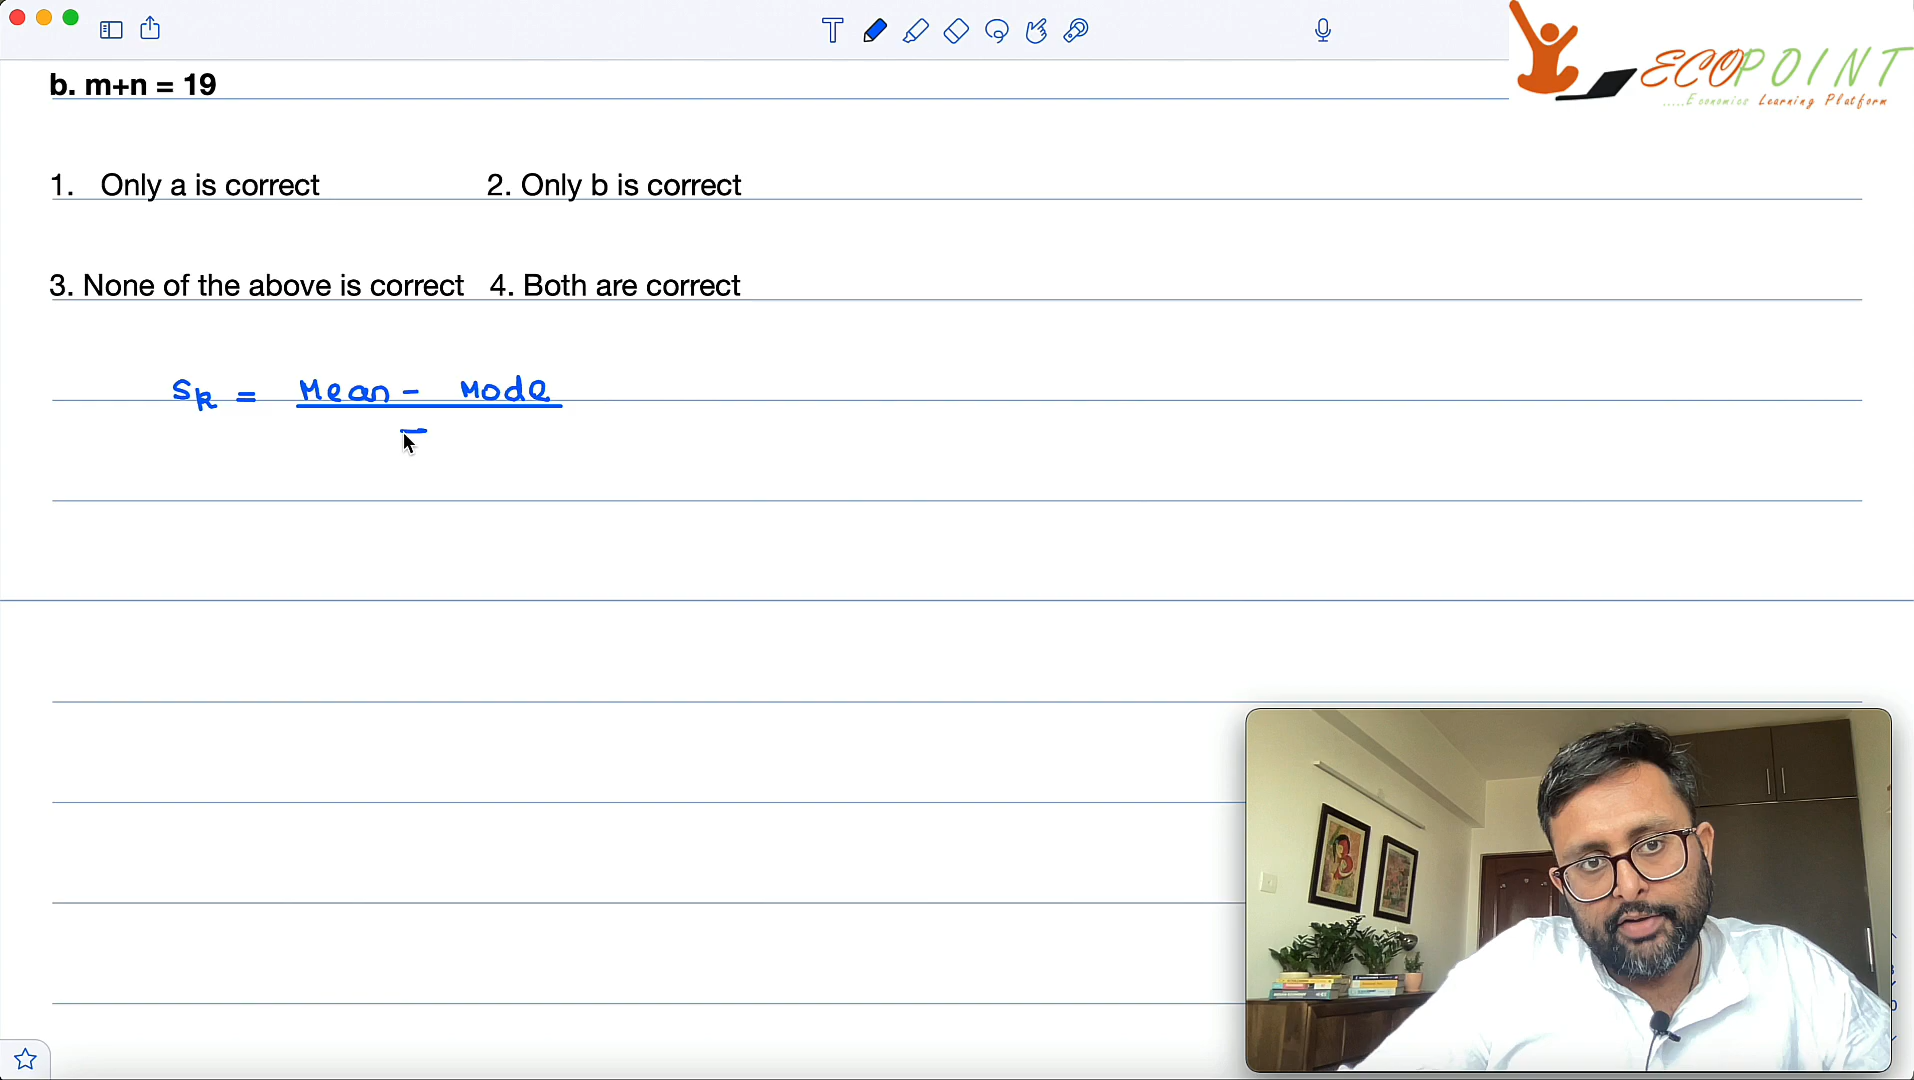 ECOPOINT
.....Economics Learning Platform
b. m+n = 19
1. Only a is correct 2. Only b is correct
3. None of the above is correct 4. Both are correct
Sk = Mean - Mode